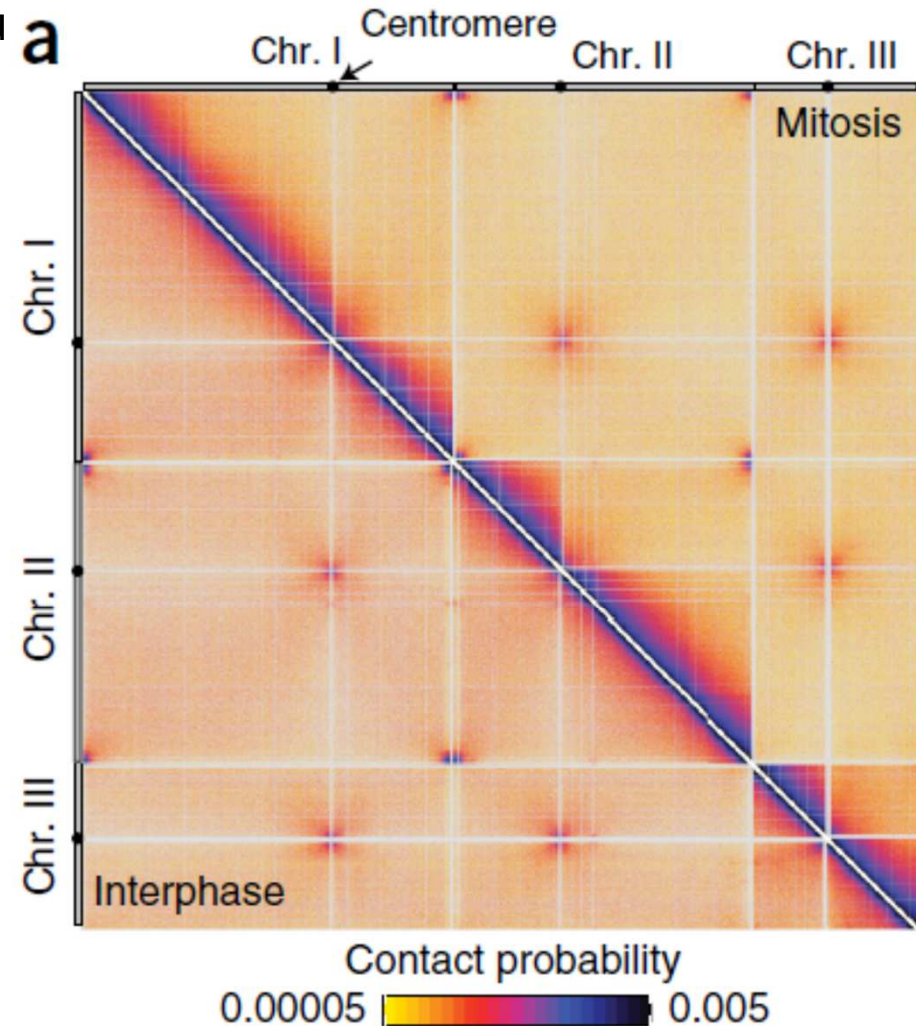 a
Centromere
Chr. I
Chr. II
Chr. III
Mitosis
Chr. I
Chr. II
Chr. III
Interphase
Contact probability
0.00005
0.005